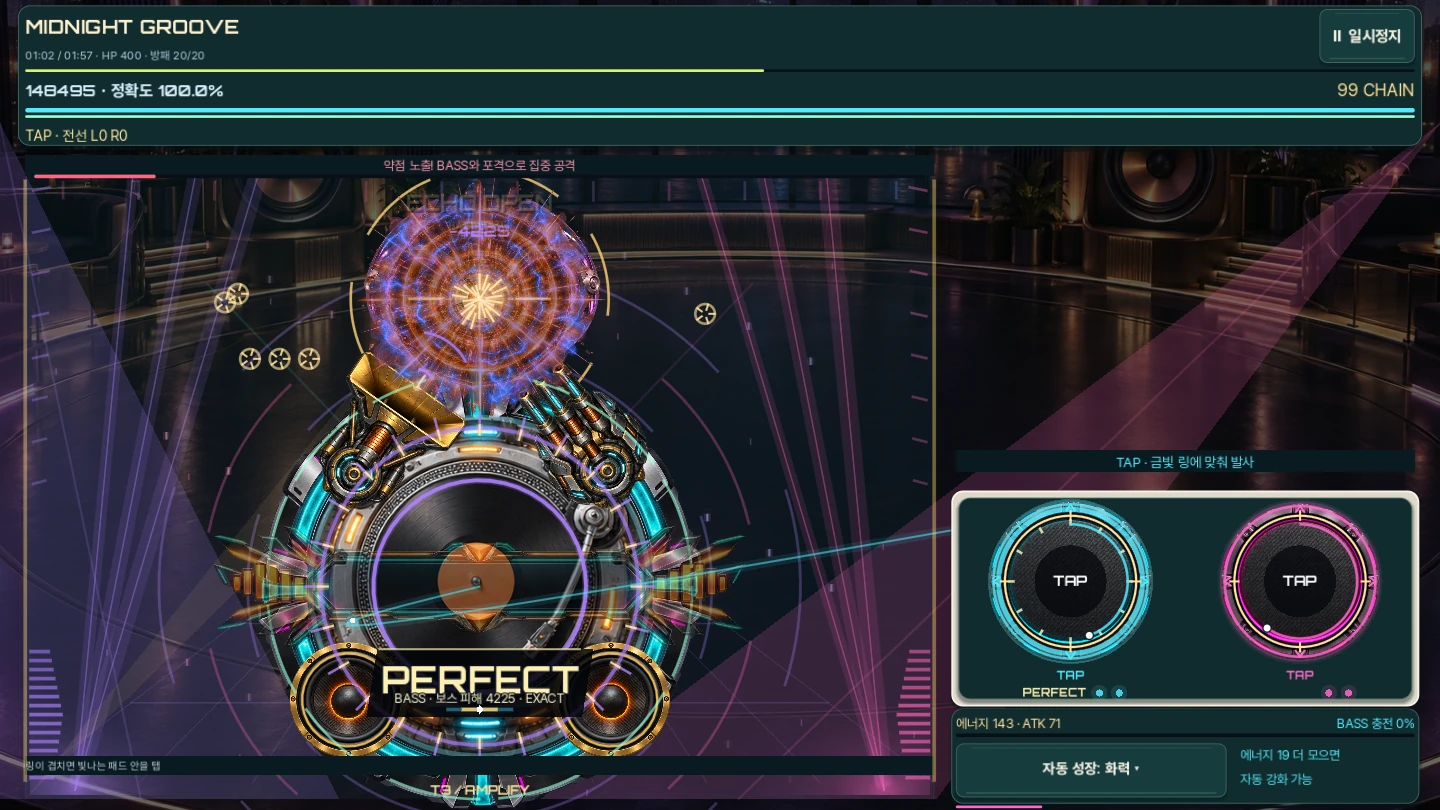 MIDNIGHT GROOVE
01:02 / 01:57 · HP 400 · 방패 20/20
일시정지
148495 · 정확도 100.0%
99 CHAIN
TAP · 전선 L0 R0
약점 노출! BASS와 포격으로 집중 공격
ECHO OPEN
-4225
TAP · 금빛 링에 맞춰 발사
TAP
TAP
TAP
TAP
PERFECT
PERFECT
BASS · 보스 피해 4225 · EXACT
에너지 143 · ATK 71
BASS 충전 0%
자동 성장: 화력
에너지 19 더 모으면
자동 강화 가능
링이 겹치면 빛나는 패드 안을 탭
T3 / AMPLIFY